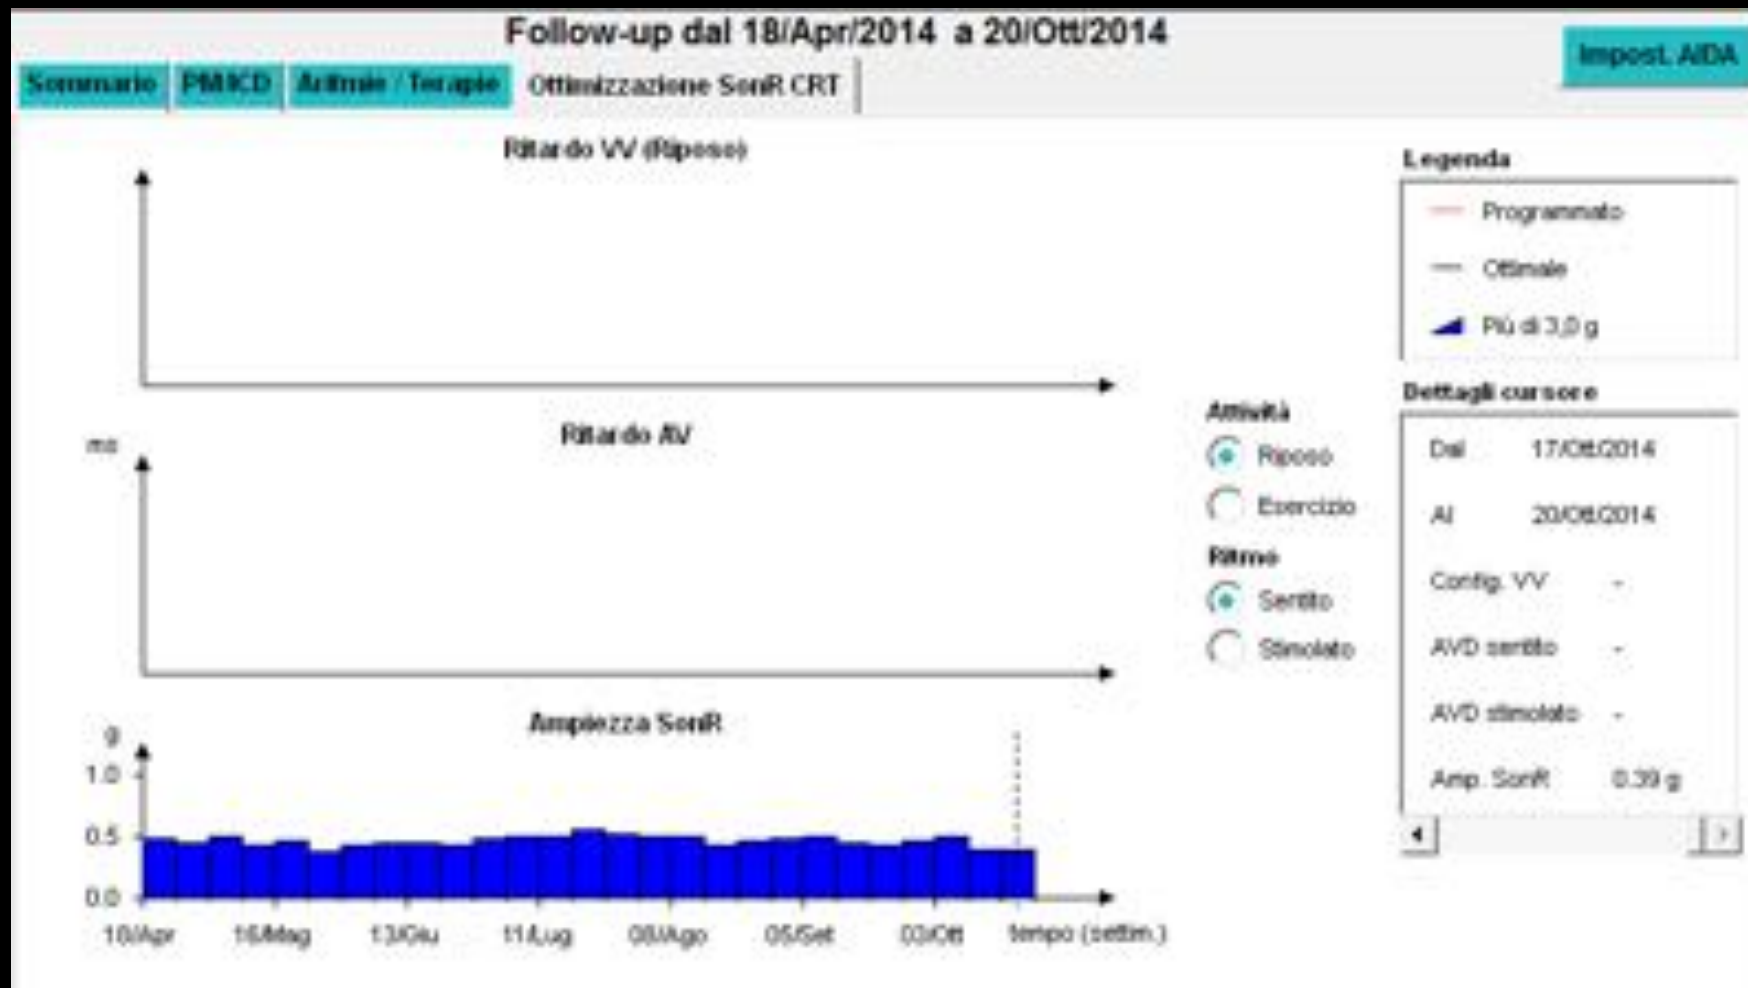 Follow-up dal 18/Apr/2014 a 20/Ott/2014
Impost. AIDA
Sommario PM/ICD Aritmie / Terapie Ottimizzazione SonR CRT
Ritardo VV (Riposo)
Legenda
Programmato
Ottimale
Più di 3,0 g
Ritardo AV
ms
Attività
Riposo
Esercizio
Ritmo
Sentito
Stimolato
Dettagli cursore
Dal 17/Ott/2014
Al 20/Ott/2014
Config. VV -
AVD sentito -
AVD stimolato -
Amp. SonR 0.39 g
Ampiezza SonR
g
1.0
0.5
0.0
18/Apr 16/Mag 13/Giu 11/Lug 08/Ago 05/Set 03/Ott tempo (settim.)